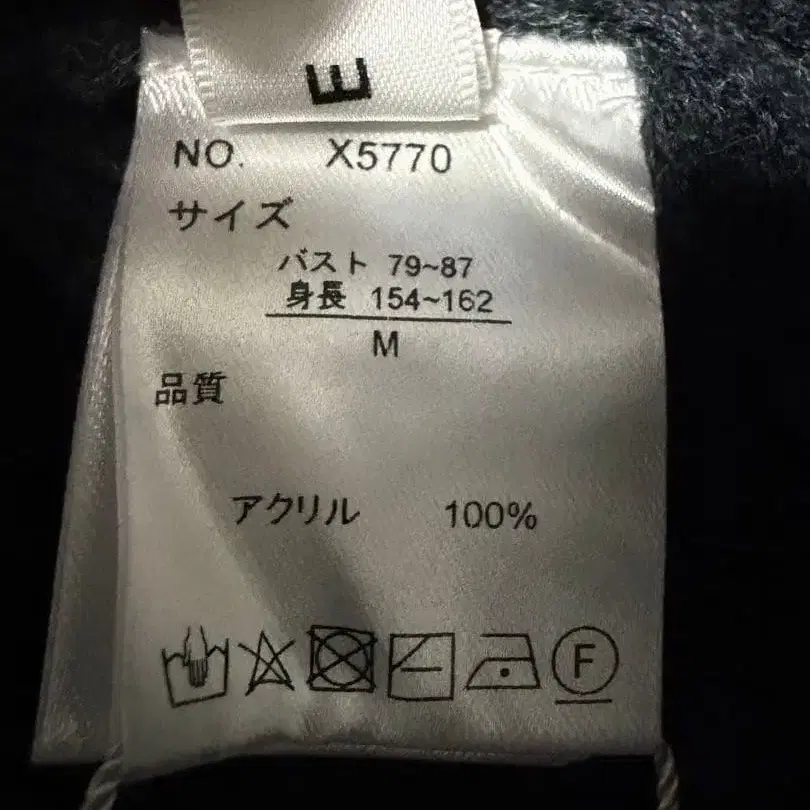 E
NO. X5770
サイズ
バスト 79~87
身長 154~162
M
品質
アクリル 100%
F